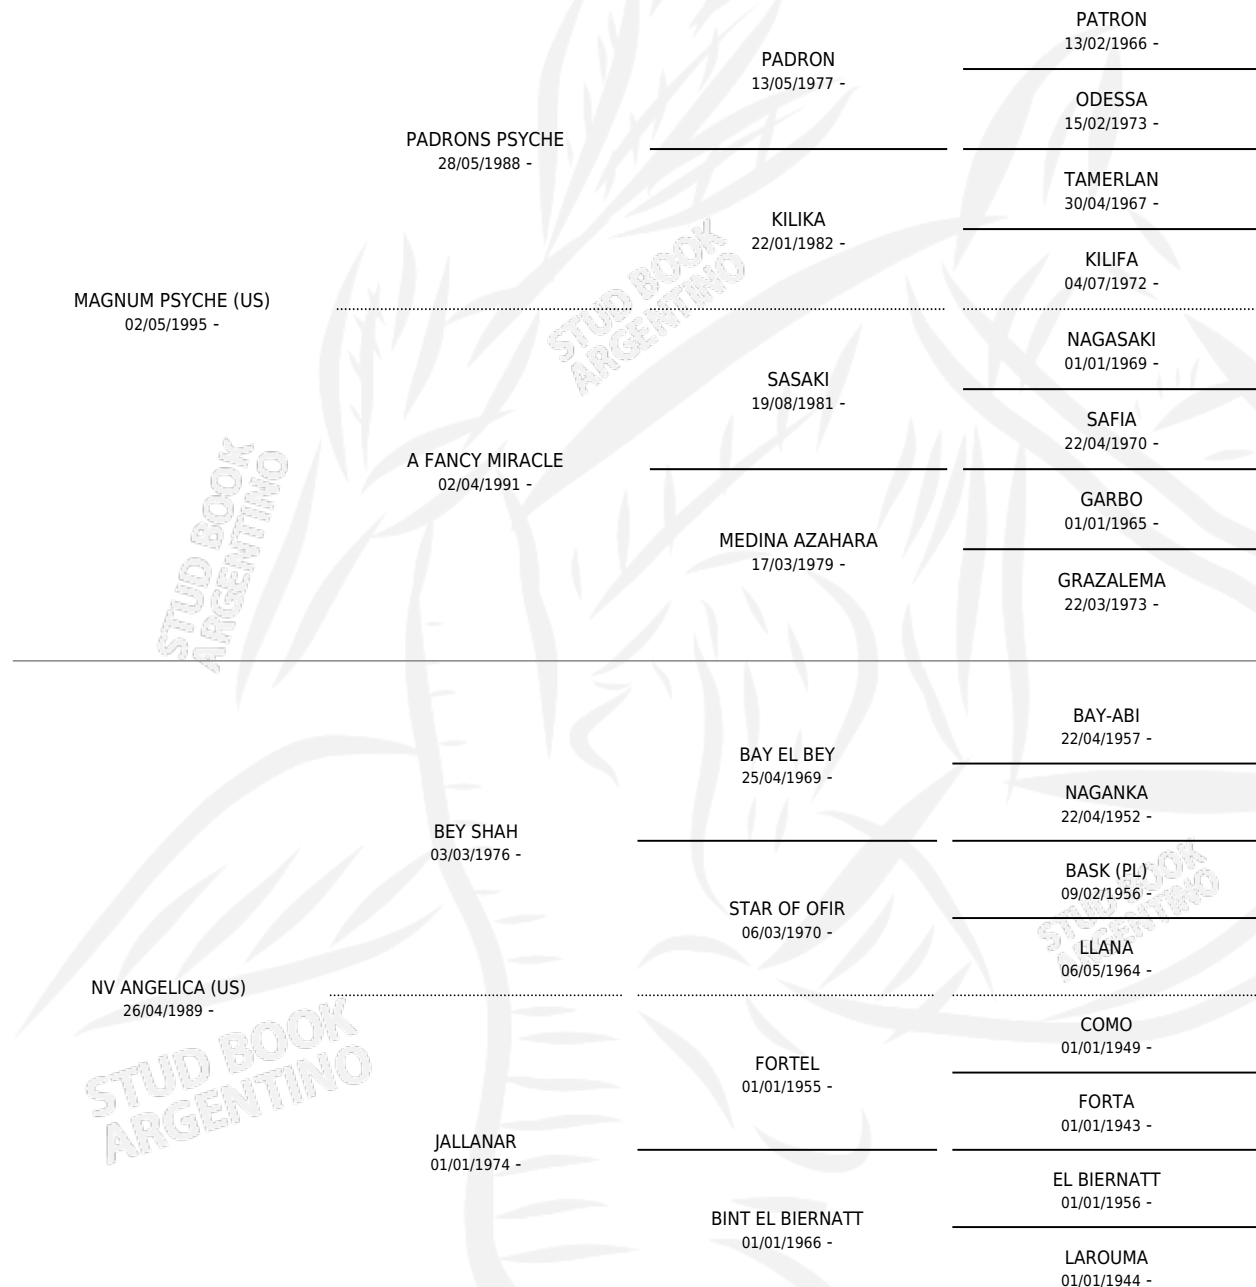 PATRON
13/02/1966 -
PADRON
13/05/1977 -
ODESSA
15/02/1973 -
PADRONS PSYCHE
28/05/1988 -
TAMERLAN
30/04/1967 -
KILIKA
22/01/1982 -
KILIFA
04/07/1972 -
MAGNUM PSYCHE (US)
02/05/1995 -
NAGASAKI
01/01/1969 -
SASAKI
19/08/1981 -
SAFIA
22/04/1970 -
A FANCY MIRACLE
02/04/1991 -
GARBO
01/01/1965 -
MEDINA AZAHARA
17/03/1979 -
GRAZALEMA
22/03/1973 -
BAY-ABI
22/04/1957 -
BAY EL BEY
25/04/1969 -
NAGANKA
22/04/1952 -
BEY SHAH
03/03/1976 -
BASK (PL)
09/02/1956 -
STAR OF OFIR
06/03/1970 -
LLANA
06/05/1964 -
NV ANGELICA (US)
26/04/1989 -
COMO
01/01/1949 -
FORTEL
01/01/1955 -
FORTA
01/01/1943 -
JALLANAR
01/01/1974 -
EL BIERNATT
01/01/1956 -
BINT EL BIERNATT
01/01/1966 -
LAROUMA
01/01/1944 -
STUD BOOK
ARGENTINO
STUD BOOK
ARGENTINO
STUD BOOK
ARGENTINO
STUD BOOK
ARGENTINO